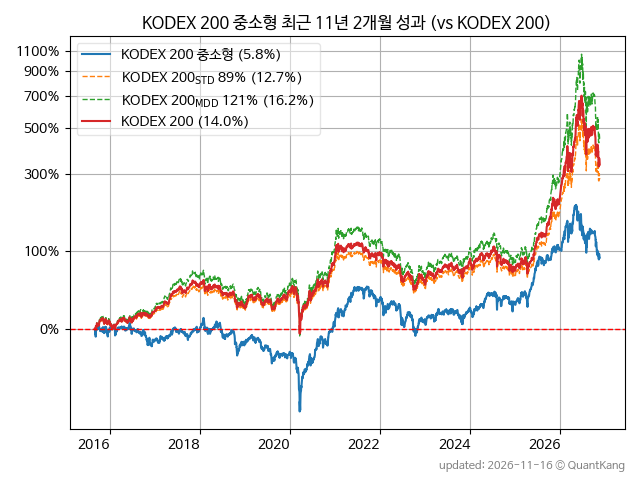 KODEX 200 중소형 최근 11년 2개월 성과 (vs KODEX 200)
KODEX 200 중소형 (5.8%)
KODEX 200STD 89% (12.7%)
KODEX 200MDD 121% (16.2%)
KODEX 200 (14.0%)
1100%
900%
700%
500%
300%
100%
0%
2016 2018 2020 2022 2024 2026
updated: 2026-11-16 © QuantKang